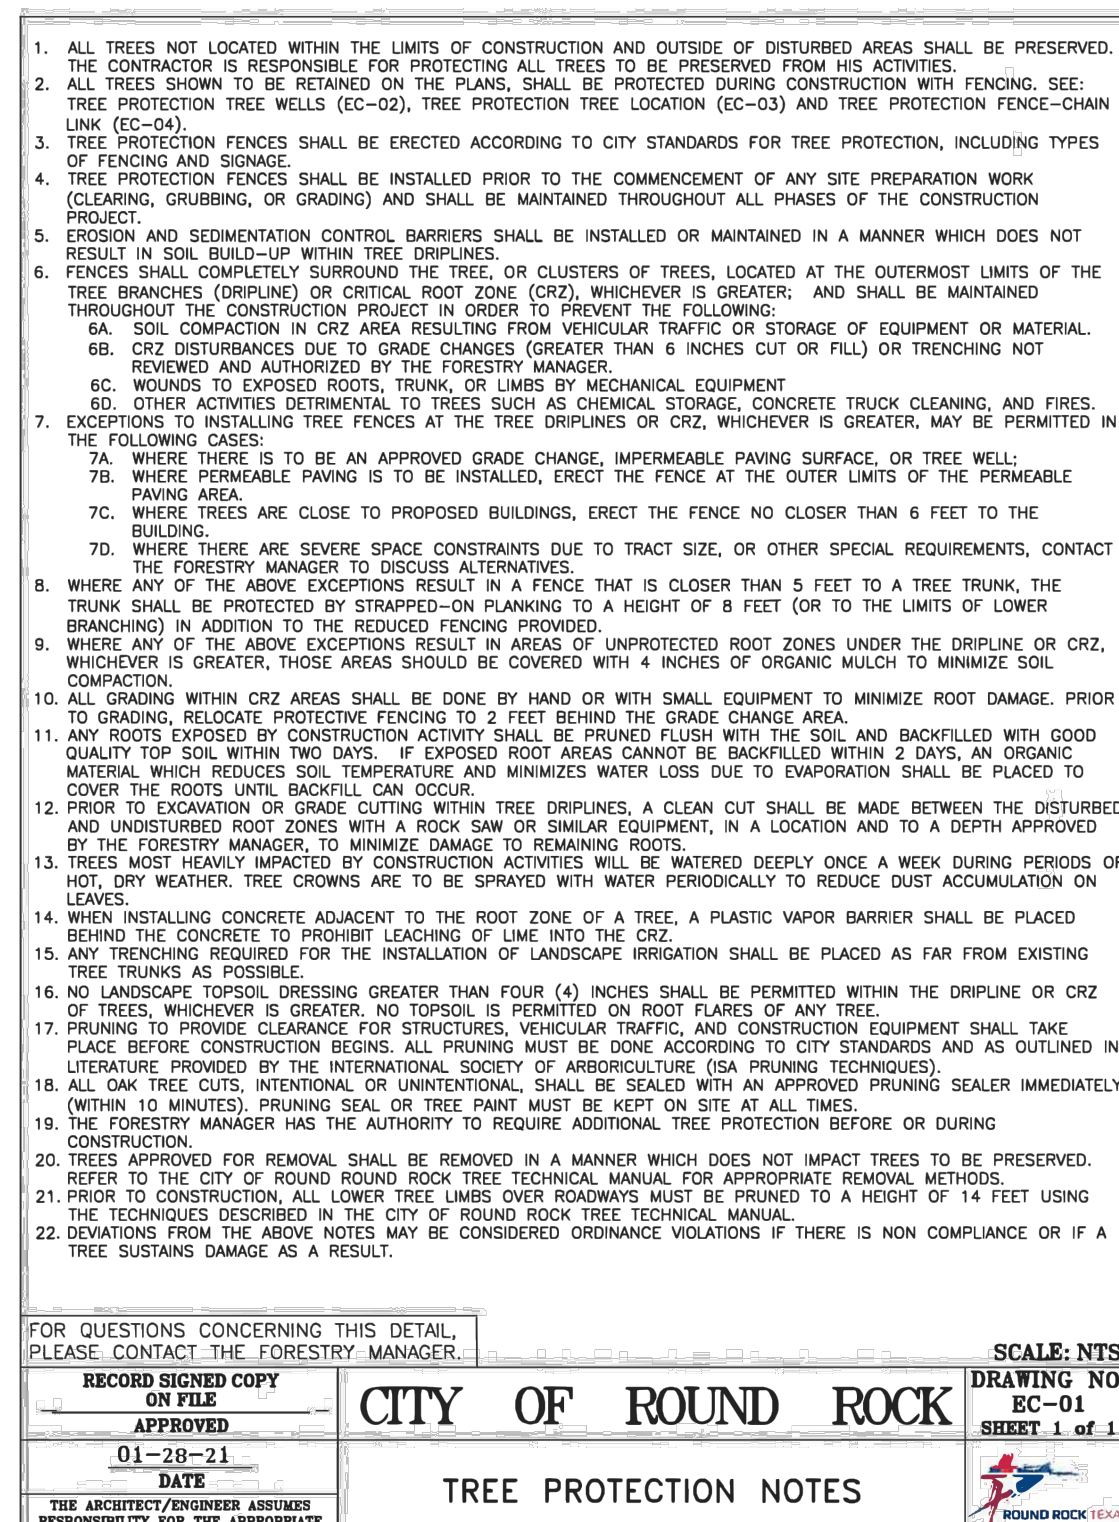 1. ALL TREES NOT LOCATED WITHIN THE LIMITS OF CONSTRUCTION AND OUTSIDE OF DISTURBED AREAS SHALL BE PRESERVED.
THE CONTRACTOR IS RESPONSIBLE FOR PROTECTING ALL TREES TO BE PRESERVED FROM HIS ACTIVITIES.
2. ALL TREES SHOWN TO BE RETAINED ON THE PLANS, SHALL BE PROTECTED DURING CONSTRUCTION WITH FENCING. SEE:
TREE PROTECTION TREE WELLS (EC-02), TREE PROTECTION TREE LOCATION (EC-03) AND TREE PROTECTION FENCE-CHAIN
LINK (EC-04).
3. TREE PROTECTION FENCES SHALL BE ERECTED ACCORDING TO CITY STANDARDS FOR TREE PROTECTION, INCLUDING TYPES
OF FENCING AND SIGNAGE.
4. TREE PROTECTION FENCES SHALL BE INSTALLED PRIOR TO THE COMMENCEMENT OF ANY SITE PREPARATION WORK
(CLEARING, GRUBBING, OR GRADING) AND SHALL BE MAINTAINED THROUGHOUT ALL PHASES OF THE CONSTRUCTION
PROJECT.
5. EROSION AND SEDIMENTATION CONTROL BARRIERS SHALL BE INSTALLED OR MAINTAINED IN A MANNER WHICH DOES NOT
RESULT IN SOIL BUILD-UP WITHIN TREE DRIPLINES.
6. FENCES SHALL COMPLETELY SURROUND THE TREE, OR CLUSTERS OF TREES, LOCATED AT THE OUTERMOST LIMITS OF THE
TREE BRANCHES (DRIPLINE) OR CRITICAL ROOT ZONE (CRZ), WHICHEVER IS GREATER; AND SHALL BE MAINTAINED
THROUGHOUT THE CONSTRUCTION PROJECT IN ORDER TO PREVENT THE FOLLOWING:
6A. SOIL COMPACTION IN CRZ AREA RESULTING FROM VEHICULAR TRAFFIC OR STORAGE OF EQUIPMENT OR MATERIAL.
6B. CRZ DISTURBANCES DUE TO GRADE CHANGES (GREATER THAN 6 INCHES CUT OR FILL) OR TRENCHING NOT
REVIEWED AND AUTHORIZED BY THE FORESTRY MANAGER.
6C. WOUNDS TO EXPOSED ROOTS, TRUNK, OR LIMBS BY MECHANICAL EQUIPMENT
6D. OTHER ACTIVITIES DETRIMENTAL TO TREES SUCH AS CHEMICAL STORAGE, CONCRETE TRUCK CLEANING, AND FIRES.
7. EXCEPTIONS TO INSTALLING TREE FENCES AT THE TREE DRIPLINES OR CRZ, WHICHEVER IS GREATER, MAY BE PERMITTED IN
THE FOLLOWING CASES:
7A. WHERE THERE IS TO BE AN APPROVED GRADE CHANGE, IMPERMEABLE PAVING SURFACE, OR TREE WELL;
7B. WHERE PERMEABLE PAVING IS TO BE INSTALLED, ERECT THE FENCE AT THE OUTER LIMITS OF THE PERMEABLE
PAVING AREA.
7C. WHERE TREES ARE CLOSE TO PROPOSED BUILDINGS, ERECT THE FENCE NO CLOSER THAN 6 FEET TO THE
BUILDING.
7D. WHERE THERE ARE SEVERE SPACE CONSTRAINTS DUE TO TRACT SIZE, OR OTHER SPECIAL REQUIREMENTS, CONTACT
THE FORESTRY MANAGER TO DISCUSS ALTERNATIVES.
8. WHERE ANY OF THE ABOVE EXCEPTIONS RESULT IN A FENCE THAT IS CLOSER THAN 5 FEET TO A TREE TRUNK, THE
TRUNK SHALL BE PROTECTED BY STRAPPED-ON PLANKING TO A HEIGHT OF 8 FEET (OR TO THE LIMITS OF LOWER
BRANCHING) IN ADDITION TO THE REDUCED FENCING PROVIDED.
9. WHERE ANY OF THE ABOVE EXCEPTIONS RESULT IN AREAS OF UNPROTECTED ROOT ZONES UNDER THE DRIPLINE OR CRZ,
WHICHEVER IS GREATER, THOSE AREAS SHOULD BE COVERED WITH 4 INCHES OF ORGANIC MULCH TO MINIMIZE SOIL
COMPACTION.
10. ALL GRADING WITHIN CRZ AREAS SHALL BE DONE BY HAND OR WITH SMALL EQUIPMENT TO MINIMIZE ROOT DAMAGE. PRIOR
TO GRADING, RELOCATE PROTECTIVE FENCING TO 2 FEET BEHIND THE GRADE CHANGE AREA.
11. ANY ROOTS EXPOSED BY CONSTRUCTION ACTIVITY SHALL BE PRUNED FLUSH WITH THE SOIL AND BACKFILLED WITH GOOD
QUALITY TOP SOIL WITHIN TWO DAYS. IF EXPOSED ROOT AREAS CANNOT BE BACKFILLED WITHIN 2 DAYS, AN ORGANIC
MATERIAL WHICH REDUCES SOIL TEMPERATURE AND MINIMIZES WATER LOSS DUE TO EVAPORATION SHALL BE PLACED TO
COVER THE ROOTS UNTIL BACKFILL CAN OCCUR.
12. PRIOR TO EXCAVATION OR GRADE CUTTING WITHIN TREE DRIPLINES, A CLEAN CUT SHALL BE MADE BETWEEN THE DISTURBED
AND UNDISTURBED ROOT ZONES WITH A ROCK SAW OR SIMILAR EQUIPMENT, IN A LOCATION AND TO A DEPTH APPROVED
BY THE FORESTRY MANAGER, TO MINIMIZE DAMAGE TO REMAINING ROOTS.
13. TREES MOST HEAVILY IMPACTED BY CONSTRUCTION ACTIVITIES WILL BE WATERED DEEPLY ONCE A WEEK DURING PERIODS OF
HOT, DRY WEATHER. TREE CROWNS ARE TO BE SPRAYED WITH WATER PERIODICALLY TO REDUCE DUST ACCUMULATION ON
LEAVES.
14. WHEN INSTALLING CONCRETE ADJACENT TO THE ROOT ZONE OF A TREE, A PLASTIC VAPOR BARRIER SHALL BE PLACED
BEHIND THE CONCRETE TO PROHIBIT LEACHING OF LIME INTO THE CRZ.
15. ANY TRENCHING REQUIRED FOR THE INSTALLATION OF LANDSCAPE IRRIGATION SHALL BE PLACED AS FAR FROM EXISTING
TREE TRUNKS AS POSSIBLE.
16. NO LANDSCAPE TOPSOIL DRESSING GREATER THAN FOUR (4) INCHES SHALL BE PERMITTED WITHIN THE DRIPLINE OR CRZ
OF TREES, WHICHEVER IS GREATER. NO TOPSOIL IS PERMITTED ON ROOT FLARES OF ANY TREE.
17. PRUNING TO PROVIDE CLEARANCE FOR STRUCTURES, VEHICULAR TRAFFIC, AND CONSTRUCTION EQUIPMENT SHALL TAKE
PLACE BEFORE CONSTRUCTION BEGINS. ALL PRUNING MUST BE DONE ACCORDING TO CITY STANDARDS AND AS OUTLINED IN
LITERATURE PROVIDED BY THE INTERNATIONAL SOCIETY OF ARBORICULTURE (ISA PRUNING TECHNIQUES).
18. ALL OAK TREE CUTS, INTENTIONAL OR UNINTENTIONAL, SHALL BE SEALED WITH AN APPROVED PRUNING SEALER IMMEDIATELY
(WITHIN 10 MINUTES). PRUNING SEAL OR TREE PAINT MUST BE KEPT ON SITE AT ALL TIMES.
19. THE FORESTRY MANAGER HAS THE AUTHORITY TO REQUIRE ADDITIONAL TREE PROTECTION BEFORE OR DURING
CONSTRUCTION.
20. TREES APPROVED FOR REMOVAL SHALL BE REMOVED IN A MANNER WHICH DOES NOT IMPACT TREES TO BE PRESERVED.
REFER TO THE CITY OF ROUND ROUND ROCK TREE TECHNICAL MANUAL FOR APPROPRIATE REMOVAL METHODS.
21. PRIOR TO CONSTRUCTION, ALL LOWER TREE LIMBS OVER ROADWAYS MUST BE PRUNED TO A HEIGHT OF 14 FEET USING
THE TECHNIQUES DESCRIBED IN THE CITY OF ROUND ROCK TREE TECHNICAL MANUAL.
22. DEVIATIONS FROM THE ABOVE NOTES MAY BE CONSIDERED ORDINANCE VIOLATIONS IF THERE IS NON COMPLIANCE OR IF A
TREE SUSTAINS DAMAGE AS A RESULT.
FOR QUESTIONS CONCERNING THIS DETAIL,
PLEASE CONTACT THE FORESTRY MANAGER.
SCALE: NTS
RECORD SIGNED COPY
ON FILE
APPROVED
01-28-21
DATE
THE ARCHITECT/ENGINEER ASSUMES
RESPONSIBILITY FOR THE APPROPRIATE
CITY OF ROUND ROCK
TREE PROTECTION NOTES
DRAWING NO
EC-01
SHEET 1 of 1
ROUND ROCK TEXAS